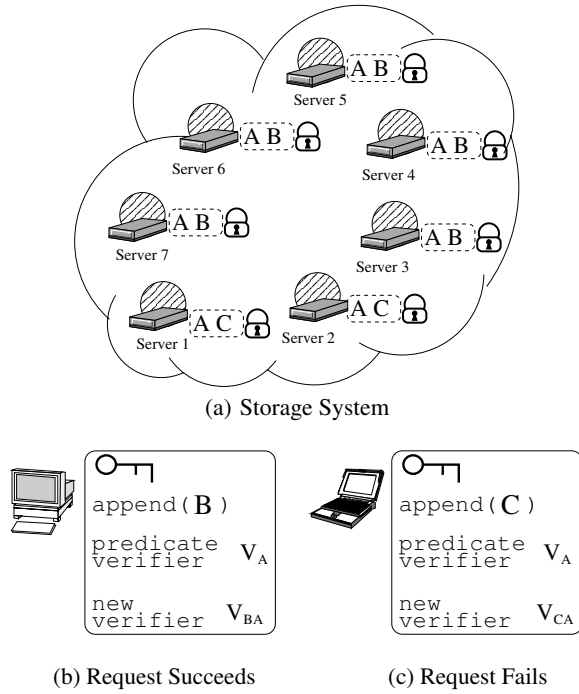 A B
Server 5
A B
Server 6
A B
Server 4
A B
Server 7
A B
Server 3
A C
Server 1
A C
Server 2
(a) Storage System
append(B)
predicate
verifier V_A
new
verifier V_BA
(b) Request Succeeds
append(C)
predicate
verifier V_A
new
verifier V_CA
(c) Request Fails